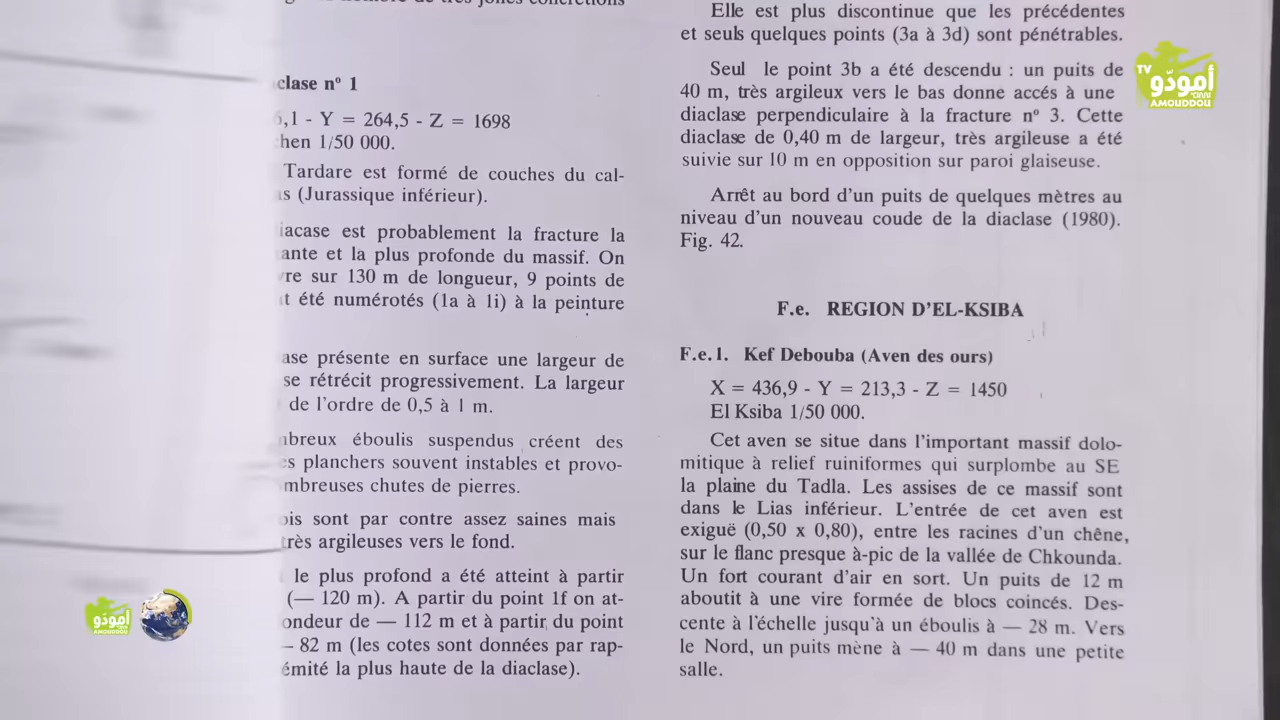 clase nº 1
,1 - Y = 264,5 - Z = 1698
hen 1/50 000.
Tardare est formé de couches du cal-
s (Jurassique inférieur).
iacase est probablement la fracture la
ante et la plus profonde du massif. On
re sur 130 m de longueur, 9 points de
t été numérotés (1a à 1i) à la peinture
ase présente en surface une largeur de
se rétrécit progressivement. La largeur
de l'ordre de 0,5 à 1 m.
breux éboulis suspendus créent des
es planchers souvent instables et provo-
mbreuses chutes de pierres.
ois sont par contre assez saines mais
très argileuses vers le fond.
le plus profond a été atteint à partir
(— 120 m). A partir du point 1f on at-
ondeur de — 112 m et à partir du point
– 82 m (les cotes sont données par rap-
émité la plus haute de la diaclase).
Elle est plus discontinue que les précédentes
et seuls quelques points (3a à 3d) sont pénétrables.
Seul le point 3b a été descendu : un puits de
40 m, très argileux vers le bas donne accés à une
diaclase perpendiculaire à la fracture nº 3. Cette
diaclase de 0,40 m de largeur, très argileuse a été
suivie sur 10 m en opposition sur paroi glaiseuse.
Arrêt au bord d'un puits de quelques mètres au
niveau d'un nouveau coude de la diaclase (1980).
Fig. 42.
F.e. REGION D'EL-KSIBA
F.e.1. Kef Debouba (Aven des ours)
X = 436,9 - Y = 213,3 - Z = 1450
El Ksiba 1/50 000.
Cet aven se situe dans l'important massif dolo-
mitique à relief ruiniformes qui surplombe au SE
la plaine du Tadla. Les assises de ce massif sont
dans le Lias inférieur. L'entrée de cet aven est
exiguë (0,50 x 0,80), entre les racines d'un chêne,
sur le flanc presque à-pic de la vallée de Chkounda.
Un fort courant d'air en sort. Un puits de 12 m
aboutit à une vire formée de blocs coincés. Des-
cente à l'échelle jusqu'à un éboulis à — 28 m. Vers
le Nord, un puits mène à — 40 m dans une petite
salle.
TV
أمودّو
AMOUDDOU
أمودّو
AMOUDDOU